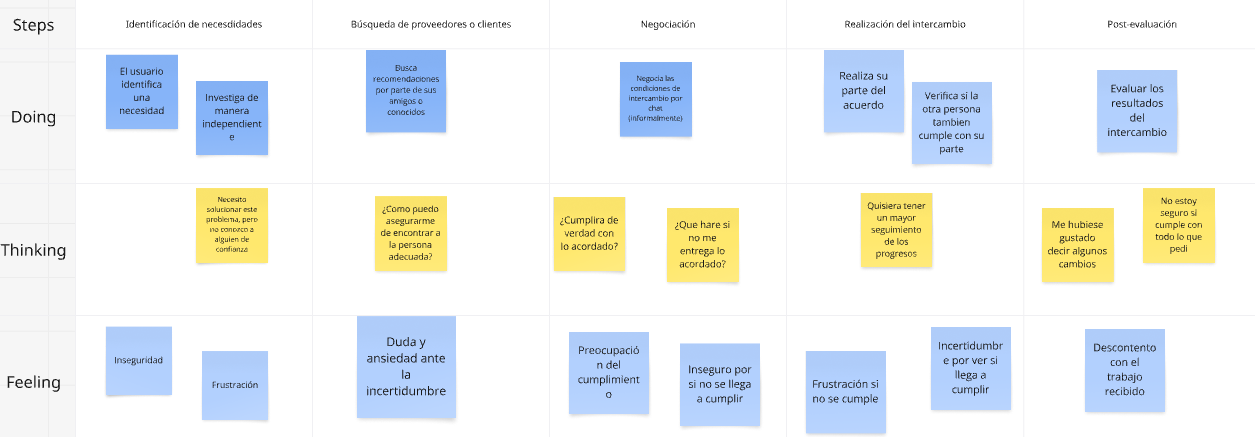 Steps
Identificación de necesdidades
Búsqueda de proveedores o clientes
Negociación
Realización del intercambio
Post-evaluación
Doing
El usuario
identifica
una
necesidad
Investiga de
manera
independient
e
Busca
recomendaciones
por parte de sus
amigos o
conocidos
Negocia las
condiciones de
intercambio por
chat
(informalmente)
Realiza su
parte del
acuerdo
Verifica si la
otra persona
tambien
cumple con su
parte
Evaluar los
resultados
del
intercambio
Thinking
Necesito
solucionar este
problema, pero
no conozco a
alguien de
confianza
¿Como puedo
asegurarme
de encontrar a
la persona
adecuada?
¿Cumplira de
verdad con
lo acordado?
¿Que hare si
no me
entrega lo
acordado?
Quisiera tener
un mayor
seguimiento
de los
progresos
Me hubiese
gustado
decir algunos
cambios
No estoy
seguro si
cumple con
todo lo que
pedi
Feeling
Inseguridad
Frustración
Duda y
ansiedad ante
la
incertidumbre
Preocupació
n del
cumplimient
o
Inseguro por
si no se llega
a cumplir
Frustración si
no se cumple
Incertidumbr
e por ver si
llega a
cumplir
Descontento
con el
trabajo
recibido